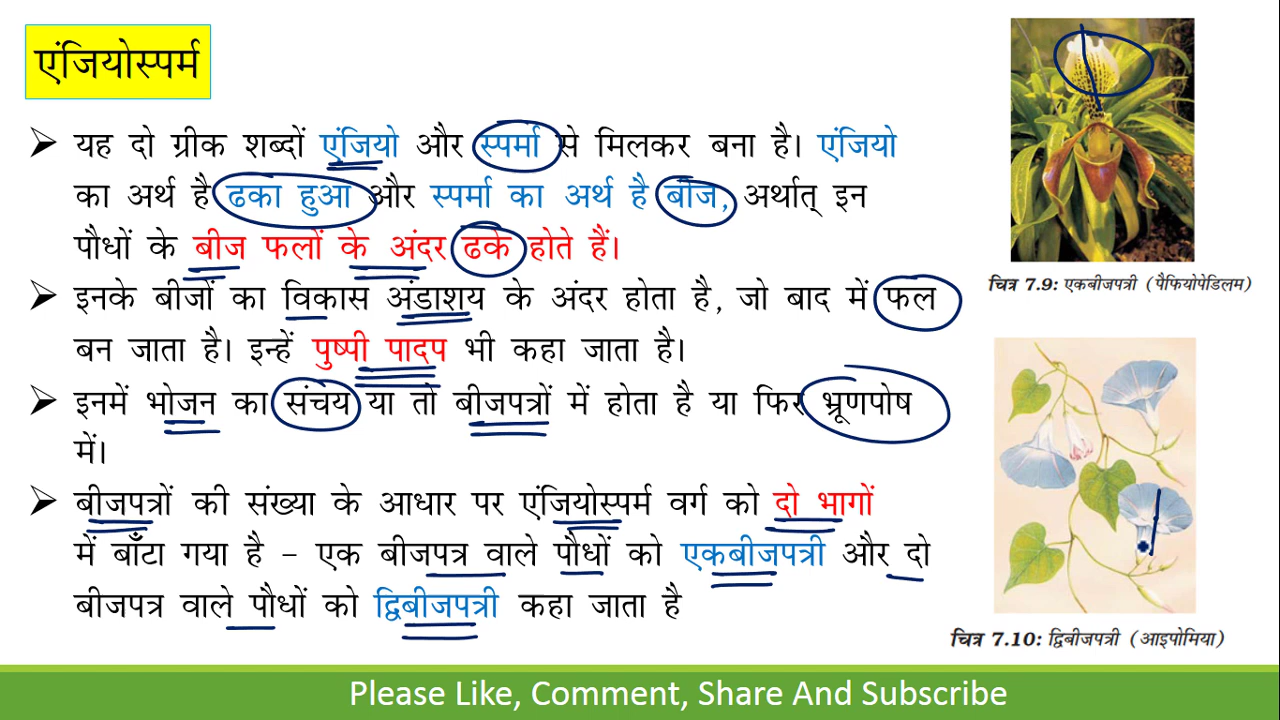 एंजियोस्पर्म
➤ यह दो ग्रीक शब्दों एंजियो और स्पर्मा से मिलकर बना है। एंजियो
का अर्थ है ढका हुआ और स्पर्मा का अर्थ है बीज, अर्थात् इन
पौधों के बीज फलों के अंदर ढके होते हैं।
➤ इनके बीजों का विकास अंडाशय के अंदर होता है, जो बाद में फल
बन जाता है। इन्हें पुष्पी पादप भी कहा जाता है।
➤ इनमें भोजन का संचय या तो बीजपत्रों में होता है या फिर भ्रूणपोष
में।
➤ बीजपत्रों की संख्या के आधार पर एंजियोस्पर्म वर्ग को दो भागों
में बाँटा गया है – एक बीजपत्र वाले पौधों को एकबीजपत्री और दो
बीजपत्र वाले पौधों को द्विबीजपत्री कहा जाता है
चित्र 7.9: एकबीजपत्री (पैफियोपेडिलम)
चित्र 7.10: द्विबीजपत्री (आइपोमिया)
Please Like, Comment, Share And Subscribe